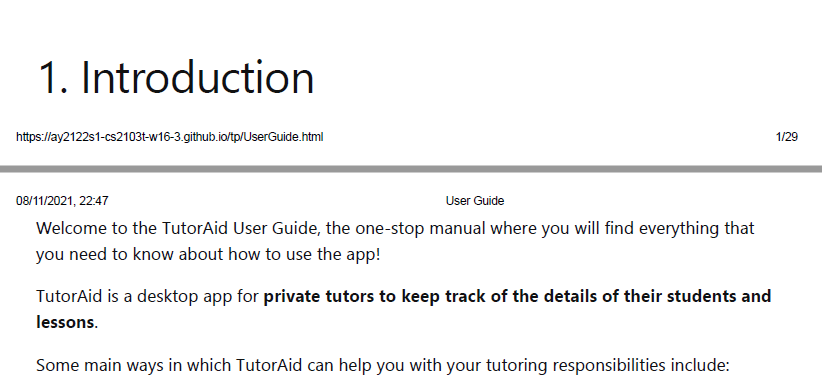 1. Introduction
https://ay2122s1-cs2103t-w16-3.github.io/tp/UserGuide.html 1/29
08/11/2021, 22:47 User Guide
Welcome to the TutorAid User Guide, the one-stop manual where you will find everything that
you need to know about how to use the app!
TutorAid is a desktop app for private tutors to keep track of the details of their students and
lessons.
Some main ways in which TutorAid can help you with your tutoring responsibilities include: